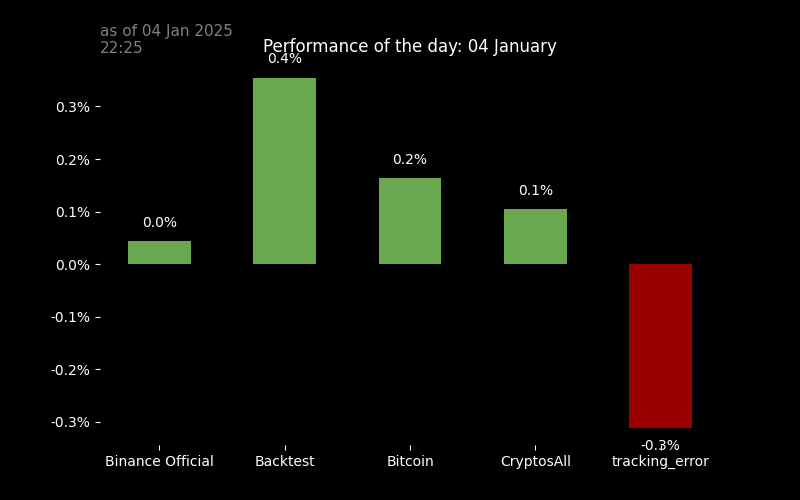 as of 04 Jan 2025
22:25
Performance of the day: 04 January
0.4%
0.3%
0.2%
0.2%
0.1%
0.1%
0.0%
0.0%
-0.1%
-0.2%
-0.3%
-0.3%
Binance Official
Backtest
Bitcoin
CryptosAll
tracking_error